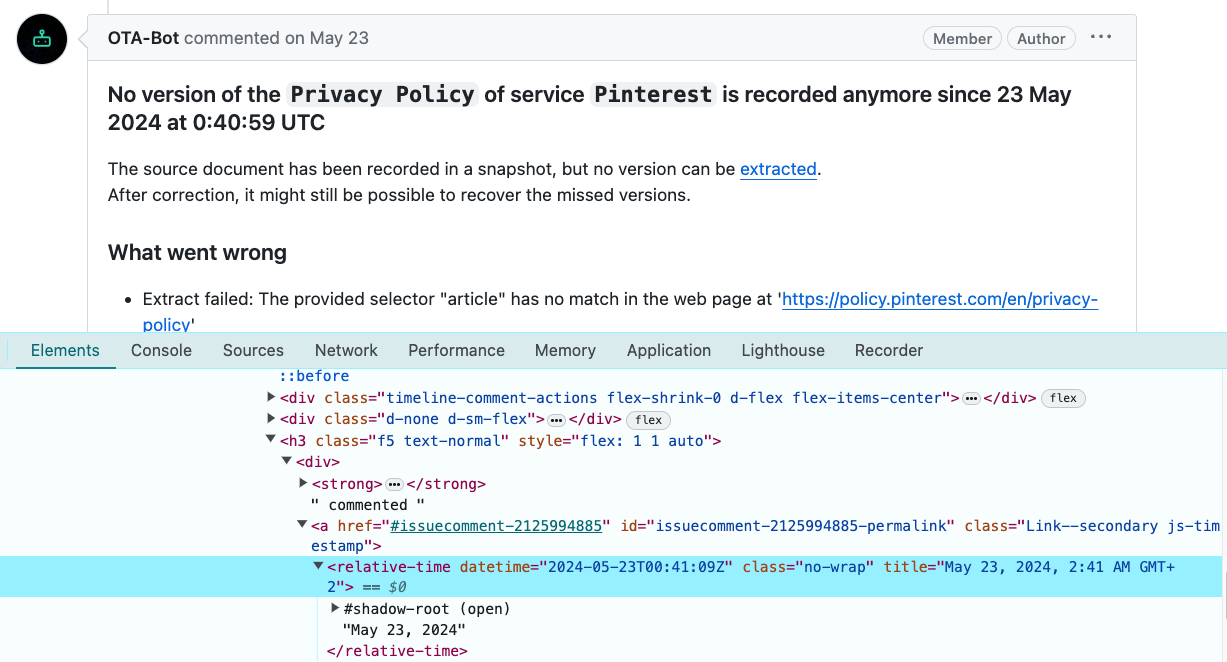 OTA-Bot commented on May 23
Member
Author
No version of the Privacy Policy of service Pinterest is recorded anymore since 23 May
2024 at 0:40:59 UTC
The source document has been recorded in a snapshot, but no version can be extracted.
After correction, it might still be possible to recover the missed versions.
What went wrong
Extract failed: The provided selector "article" has no match in the web page at 'https://policy.pinterest.com/en/privacy-
policy'
Elements Console Sources Network Performance Memory Application Lighthouse Recorder
::before
<div class="timeline-comment-actions flex-shrink-0 d-flex flex-items-center">…</div> flex
<div class="d-none d-sm-flex">…</div> flex
<h3 class="f5 text-normal" style="flex: 1 1 auto">
<div>
<strong>…</strong>
" commented "
<a href="#issuecomment-2125994885" id="issuecomment-2125994885-permalink" class="Link--secondary js-tim
estamp">
<relative-time datetime="2024-05-23T00:41:09Z" class="no-wrap" title="May 23, 2024, 2:41 AM GMT+
2"> == $0
#shadow-root (open)
"May 23, 2024"
</relative-time>